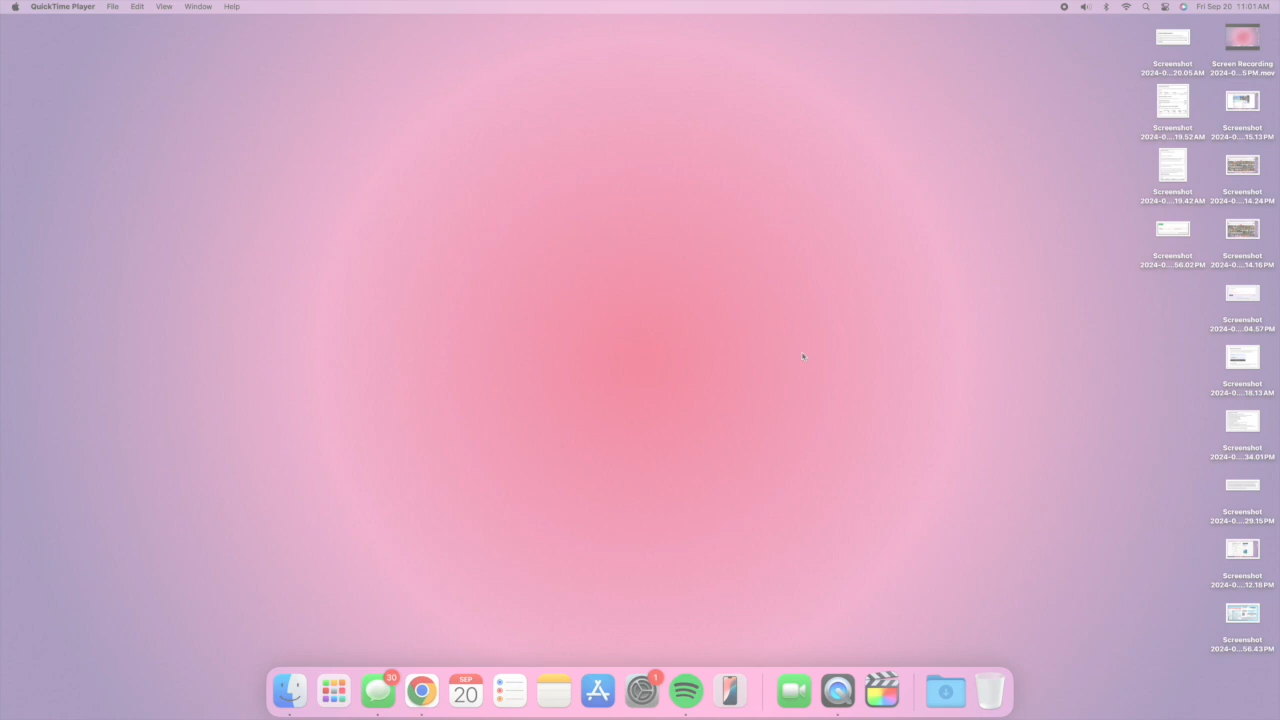 QuickTime Player File Edit View Window Help Fri Sep 20 11:01 AM
Screenshot
2024-0...20.05 AM
Screen Recording
2024-0...5 PM.mov
Screenshot
2024-0....19.52 AM
Screenshot
2024-0....15.13 PM
Screenshot
2024-0....19.42 AM
Screenshot
2024-0....14.24 PM
Screenshot
2024-0....56.02 PM
Screenshot
2024-0....14.16 PM
Screenshot
2024-0....04.57 PM
Screenshot
2024-0....18.13 AM
Screenshot
2024-0....34.01 PM
Screenshot
2024-0....29.15 PM
Screenshot
2024-0....12.18 PM
Screenshot
2024-0...56.43 PM
30
SEP
20
1